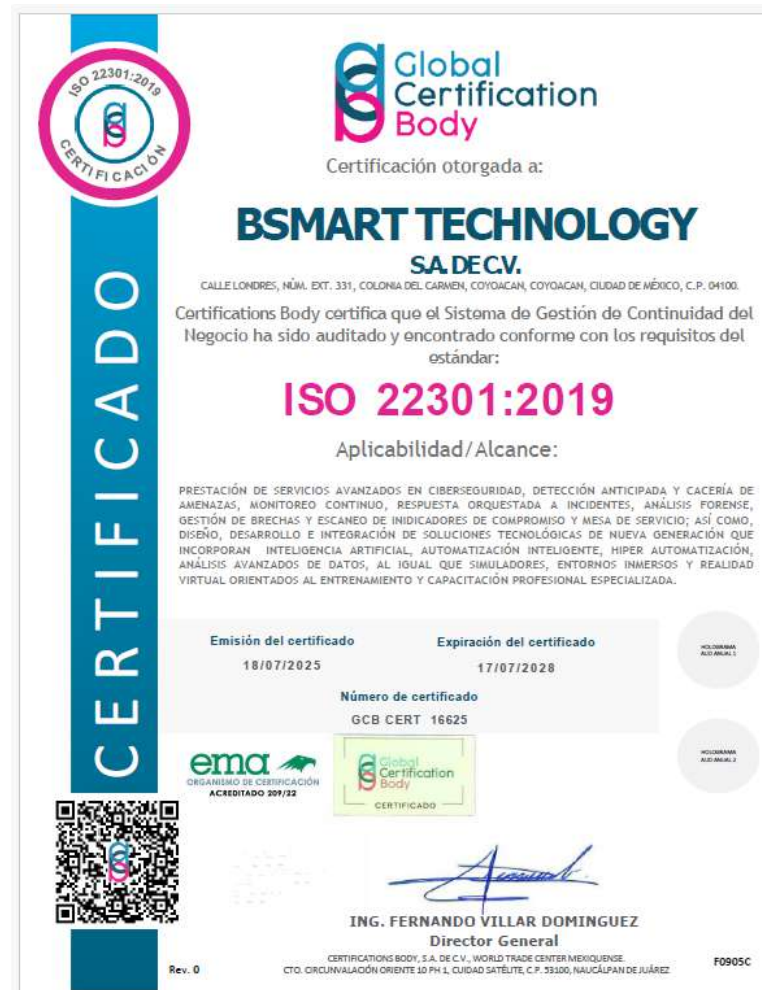 ISO 22301:2019
CERTIFICACIÓN
Global
Certification
Body
Certificación otorgada a:
BSMART TECHNOLOGY
S.A. DE C.V.
CALLE LONDRES, NÚM. EXT. 331, COLONIA DEL CARMEN, COYOACAN, COYOACAN, CIUDAD DE MÉXICO, C.P. 04100.
Certifications Body certifica que el Sistema de Gestión de Continuidad del
Negocio ha sido auditado y encontrado conforme con los requisitos del
estándar:
ISO 22301:2019
Aplicabilidad/Alcance:
PRESTACIÓN DE SERVICIOS AVANZADOS EN CIBERSEGURIDAD, DETECCIÓN ANTICIPADA Y CACERÍA DE
AMENAZAS, MONITOREO CONTINUO, RESPUESTA ORQUESTADA A INCIDENTES, ANÁLISIS FORENSE,
GESTIÓN DE BRECHAS Y ESCANEO DE INIDICADORES DE COMPROMISO Y MESA DE SERVICIO; ASÍ COMO,
DISEÑO, DESARROLLO E INTEGRACIÓN DE SOLUCIONES TECNOLÓGICAS DE NUEVA GENERACIÓN QUE
INCORPORAN INTELIGENCIA ARTIFICIAL, AUTOMATIZACIÓN INTELIGENTE, HIPER AUTOMATIZACIÓN,
ANÁLISIS AVANZADOS DE DATOS, AL IGUAL QUE SIMULADORES, ENTORNOS INMERSOS Y REALIDAD
VIRTUAL ORIENTADOS AL ENTRENAMIENTO Y CAPACITACIÓN PROFESIONAL ESPECIALIZADA.
CERTIFICADO
Emisión del certificado
18/07/2025
Expiración del certificado
17/07/2028
Número de certificado
GCB CERT 16625
HOLOGRAMA
AUD ANUAL 1
HOLOGRAMA
AUD ANUAL 2
ema
ORGANISMO DE CERTIFICACIÓN
ACREDITADO 209/22
Global
Certification
Body
CERTIFICADO
ING. FERNANDO VILLAR DOMINGUEZ
Director General
CERTIFICATIONS BODY, S.A. DE C.V., WORLD TRADE CENTER MEXIQUENSE.
CTO. CIRCUNVALACIÓN ORIENTE 10 PH 1, CUIDAD SATÉLITE, C.P. 53100, NAUCÁLPAN DE JUÁREZ
Rev. 0
F0905C